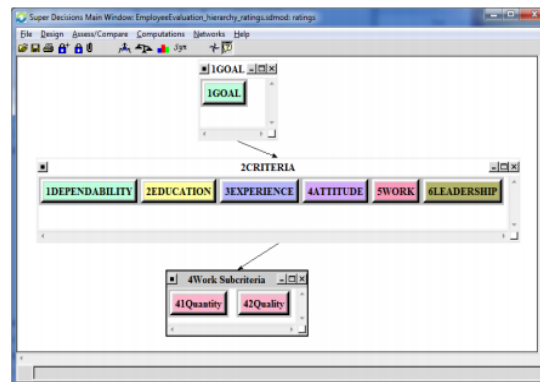 Super Decisions Main Window: EmployeeEvaluation_hierarchy_ratings.sdmod: ratings
File Design Assess/Compare Computations Networks Help
1GOAL
1GOAL
2CRITERIA
1DEPENDABILITY 2EDUCATION 3EXPERIENCE 4ATTITUDE 5WORK 6LEADERSHIP
4Work Subcriteria
41Quantity 42Quality